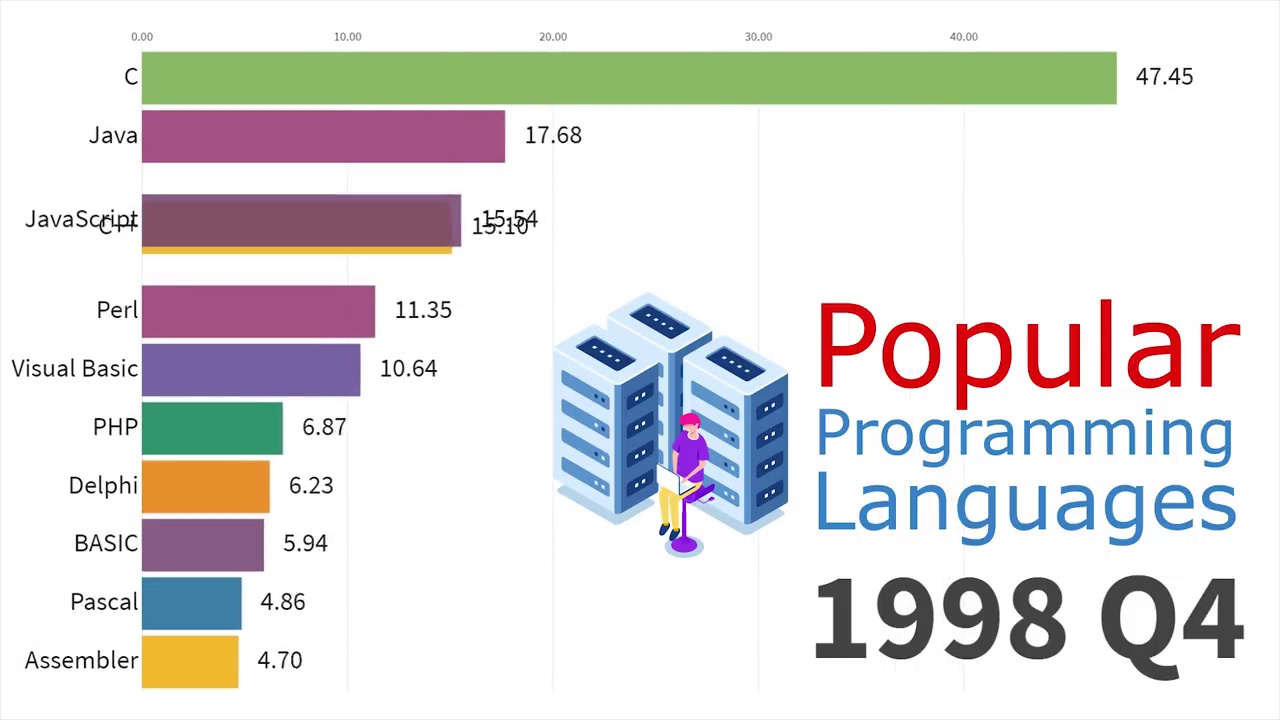 0.00 10.00 20.00 30.00 40.00
C 47.45
Java 17.68
JavaScript 15.54
C++ 15.10
Perl 11.35
Visual Basic 10.64
PHP 6.87
Delphi 6.23
BASIC 5.94
Pascal 4.86
Assembler 4.70
Popular
Programming
Languages
1998 Q4